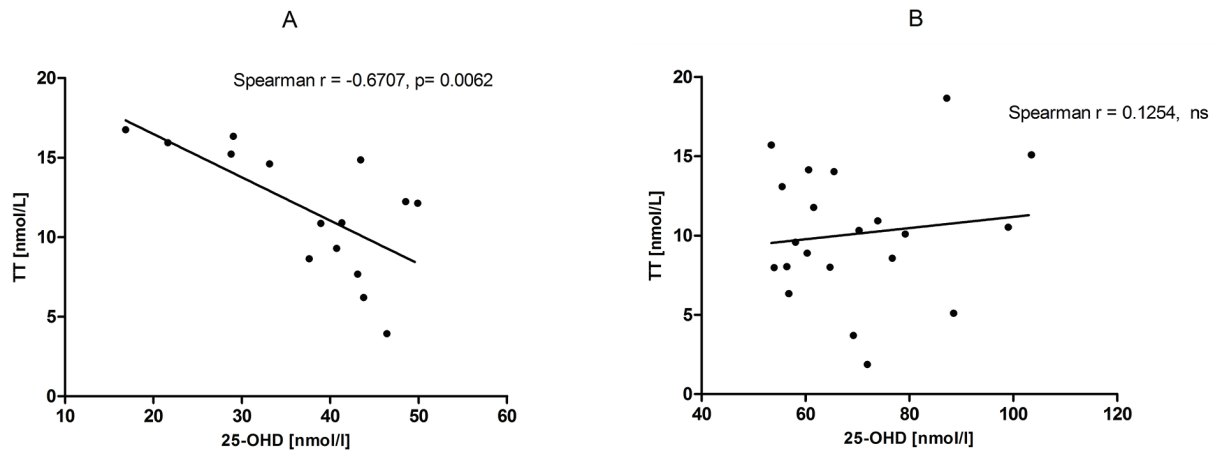 A
Spearman r = -0.6707, p= 0.0062
20
15
10
5
0
TT [nmol/L]
10 20 30 40 50 60
25-OHD [nmol/l]
B
Spearman r = 0.1254, ns
20
15
10
5
0
TT [nmol/L]
40 60 80 100 120
25-OHD [nmol/l]